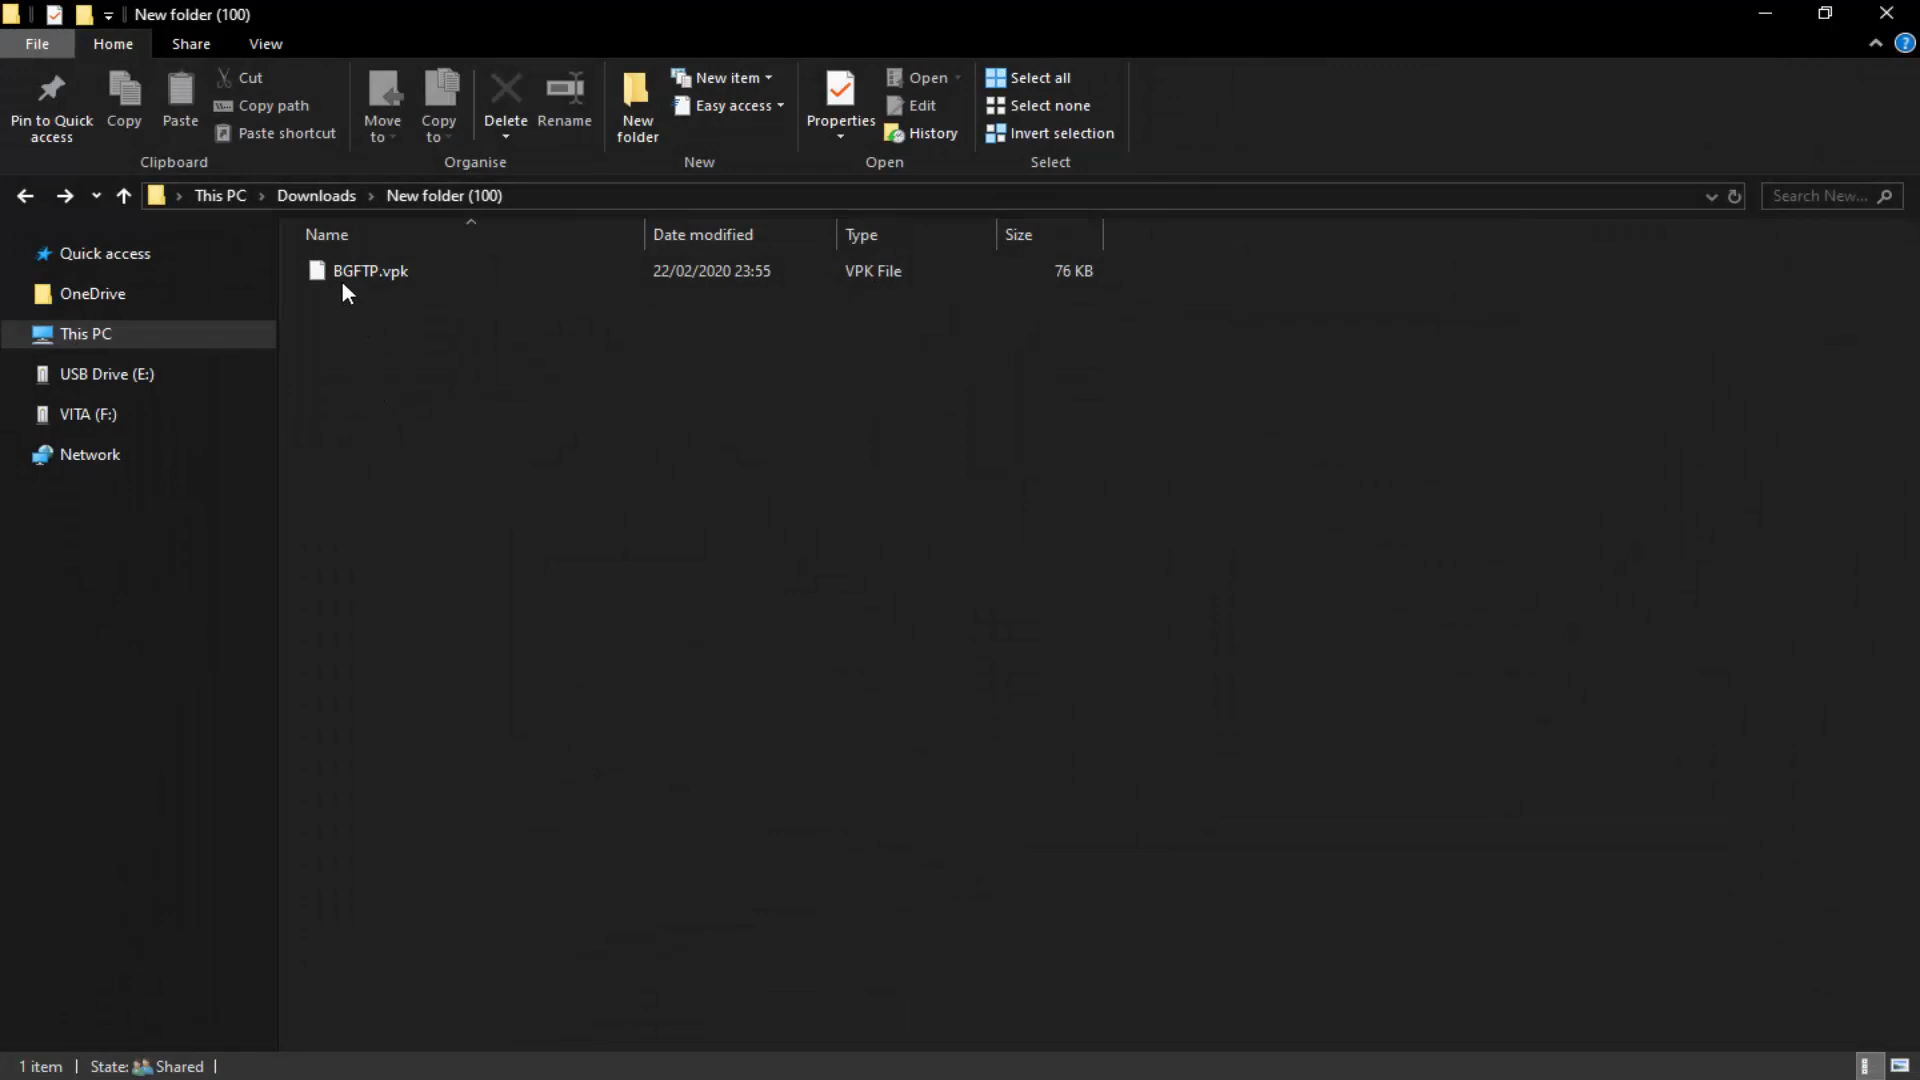 New folder (100)
File Home Share View
Pin to Quick access
Copy
Paste
Cut
Copy path
Paste shortcut
Clipboard
Move to
Copy to
Delete
Rename
Organise
New folder
New item
Easy access
New
Properties
Open
Edit
History
Open
Select all
Select none
Invert selection
Select
This PC > Downloads > New folder (100)
Search New...
Quick access
OneDrive
This PC
USB Drive (E:)
VITA (F:)
Network
Name Date modified Type Size
BGFTP.vpk 22/02/2020 23:55 VPK File 76 KB
1 item State: Shared